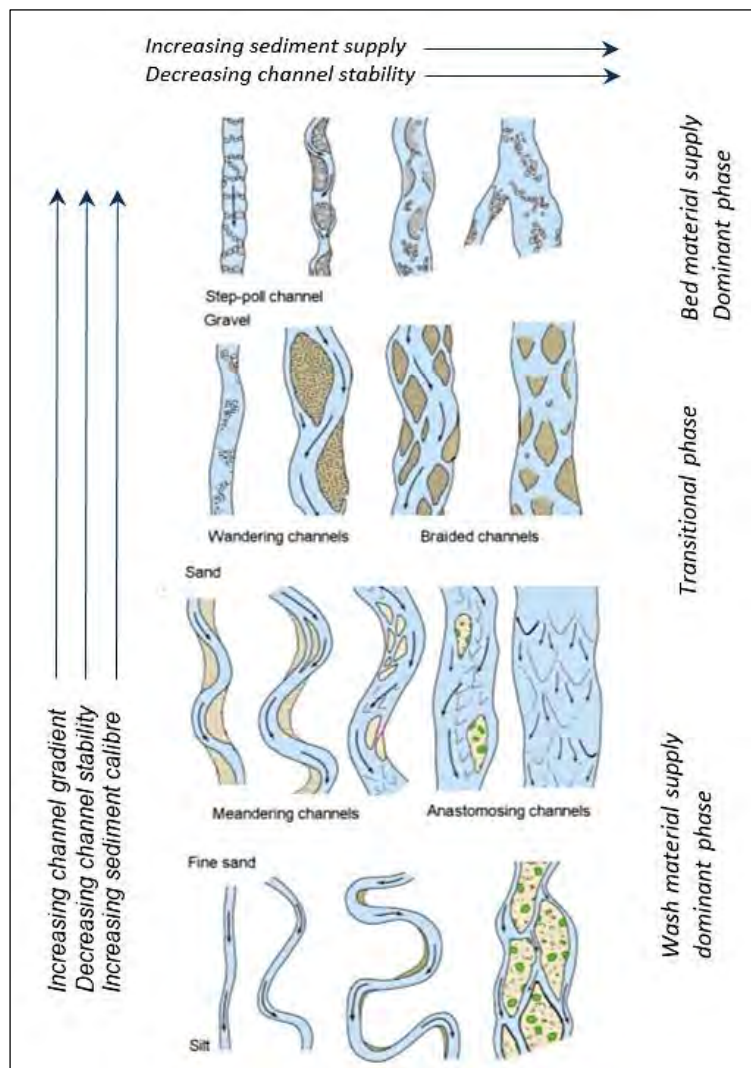 Increasing sediment supply
Decreasing channel stability
Bed material supply
Dominant phase
Step-poll channel
Gravel
Wandering channels
Braided channels
Transitional phase
Sand
Meandering channels
Anastomosing channels
Increasing channel gradient
Decreasing channel stability
Increasing sediment calibre
Wash material supply
dominant phase
Fine sand
Silt